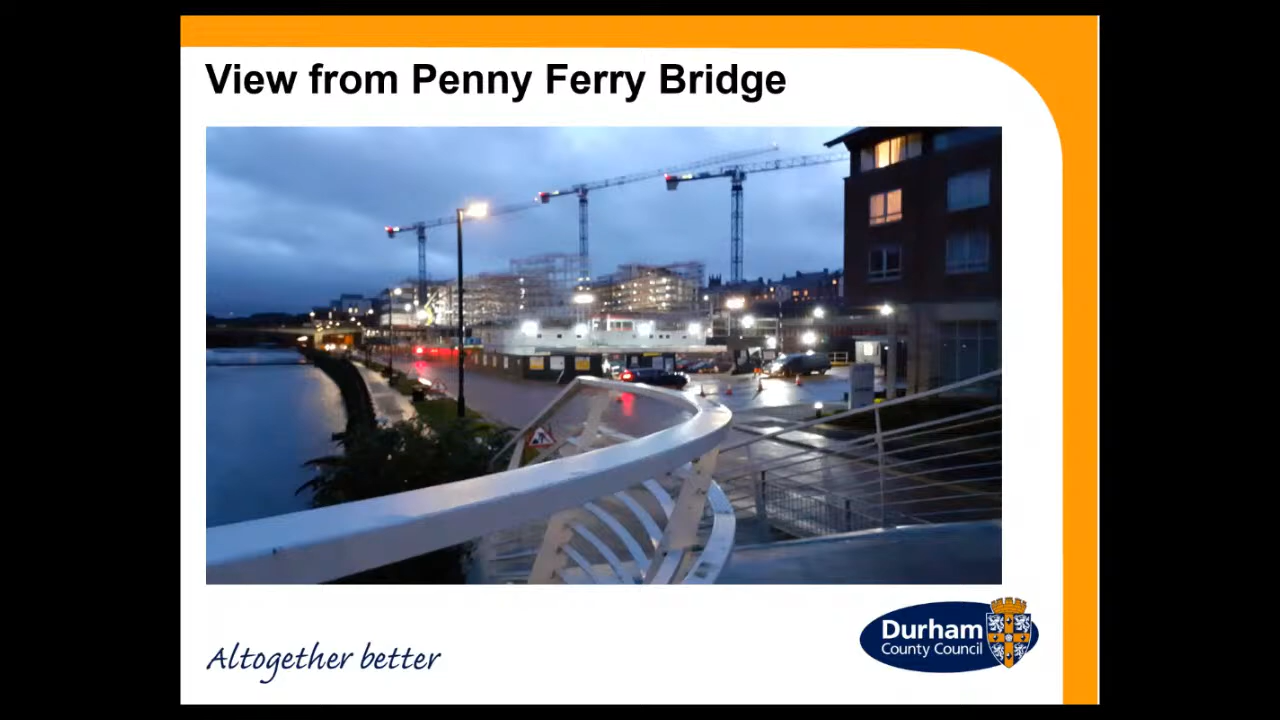 View from Penny Ferry Bridge
Altogether better
Durham
County Council